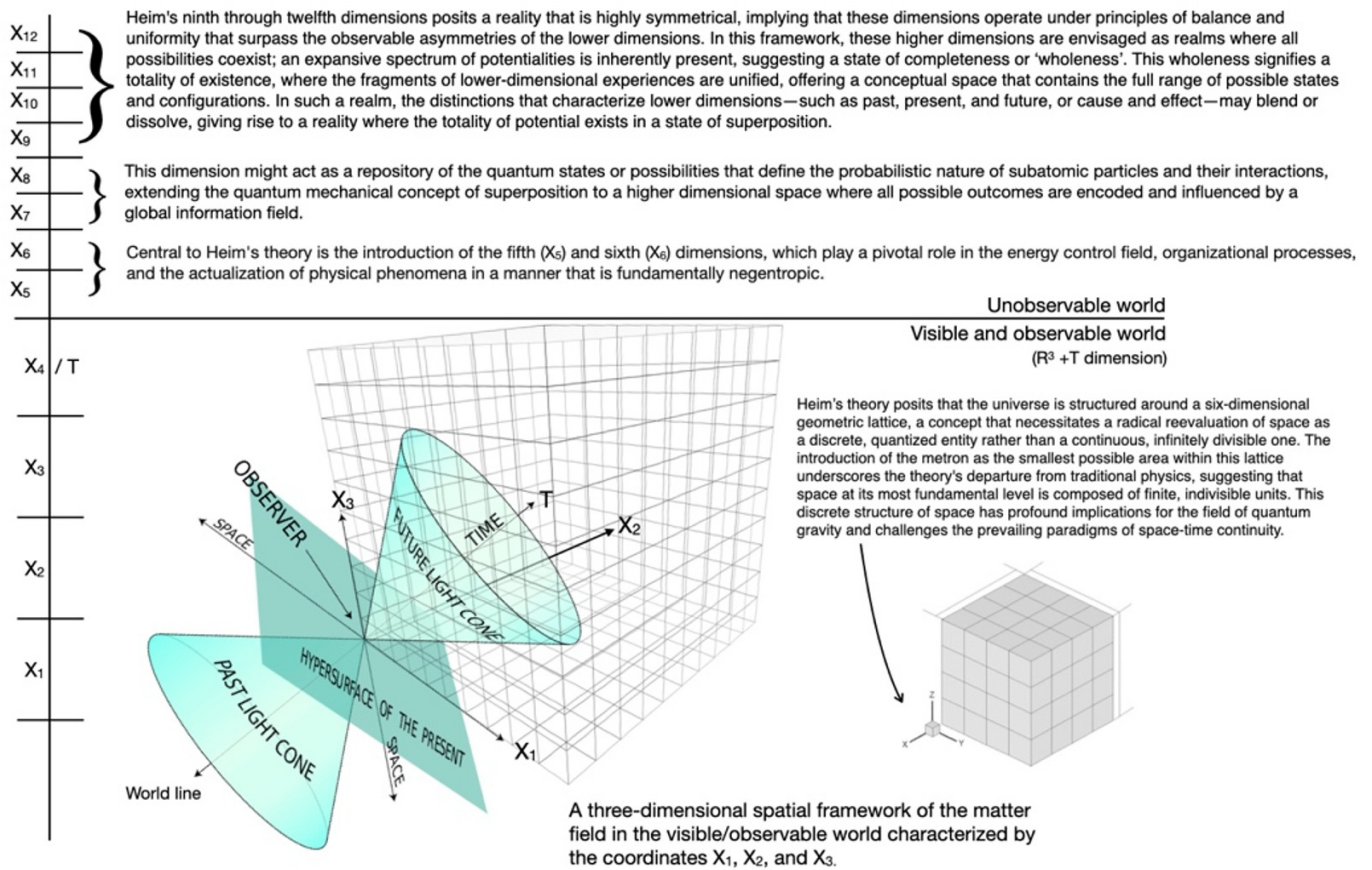 X₁₂
X₁₁
X₁₀
X₉
Heim's ninth through twelfth dimensions posits a reality that is highly symmetrical, implying that these dimensions operate under principles of balance and
uniformity that surpass the observable asymmetries of the lower dimensions. In this framework, these higher dimensions are envisaged as realms where all
possibilities coexist; an expansive spectrum of potentialities is inherently present, suggesting a state of completeness or ‘wholeness’. This wholeness signifies a
totality of existence, where the fragments of lower-dimensional experiences are unified, offering a conceptual space that contains the full range of possible states
and configurations. In such a realm, the distinctions that characterize lower dimensions—such as past, present, and future, or cause and effect—may blend or
dissolve, giving rise to a reality where the totality of potential exists in a state of superposition.
X₈
X₇
This dimension might act as a repository of the quantum states or possibilities that define the probabilistic nature of subatomic particles and their interactions,
extending the quantum mechanical concept of superposition to a higher dimensional space where all possible outcomes are encoded and influenced by a
global information field.
X₆
X₅
Central to Heim's theory is the introduction of the fifth (X₅) and sixth (X₆) dimensions, which play a pivotal role in the energy control field, organizational processes,
and the actualization of physical phenomena in a manner that is fundamentally negentropic.
Unobservable world
Visible and observable world
(R³ +T dimension)
X₄ / T
X₃
X₂
X₁
Heim's theory posits that the universe is structured around a six-dimensional
geometric lattice, a concept that necessitates a radical reevaluation of space as
a discrete, quantized entity rather than a continuous, infinitely divisible one. The
introduction of the metron as the smallest possible area within this lattice
underscores the theory's departure from traditional physics, suggesting that
space at its most fundamental level is composed of finite, indivisible units. This
discrete structure of space has profound implications for the field of quantum
gravity and challenges the prevailing paradigms of space-time continuity.
OBSERVER
SPACE
X₃
FUTURE LIGHT CONE
TIME
T
X₂
HYPERSURFACE OF THE PRESENT
PAST LIGHT CONE
SPACE
X₁
World line
Z
X
Y
A three-dimensional spatial framework of the matter
field in the visible/observable world characterized by
the coordinates X₁, X₂, and X₃.